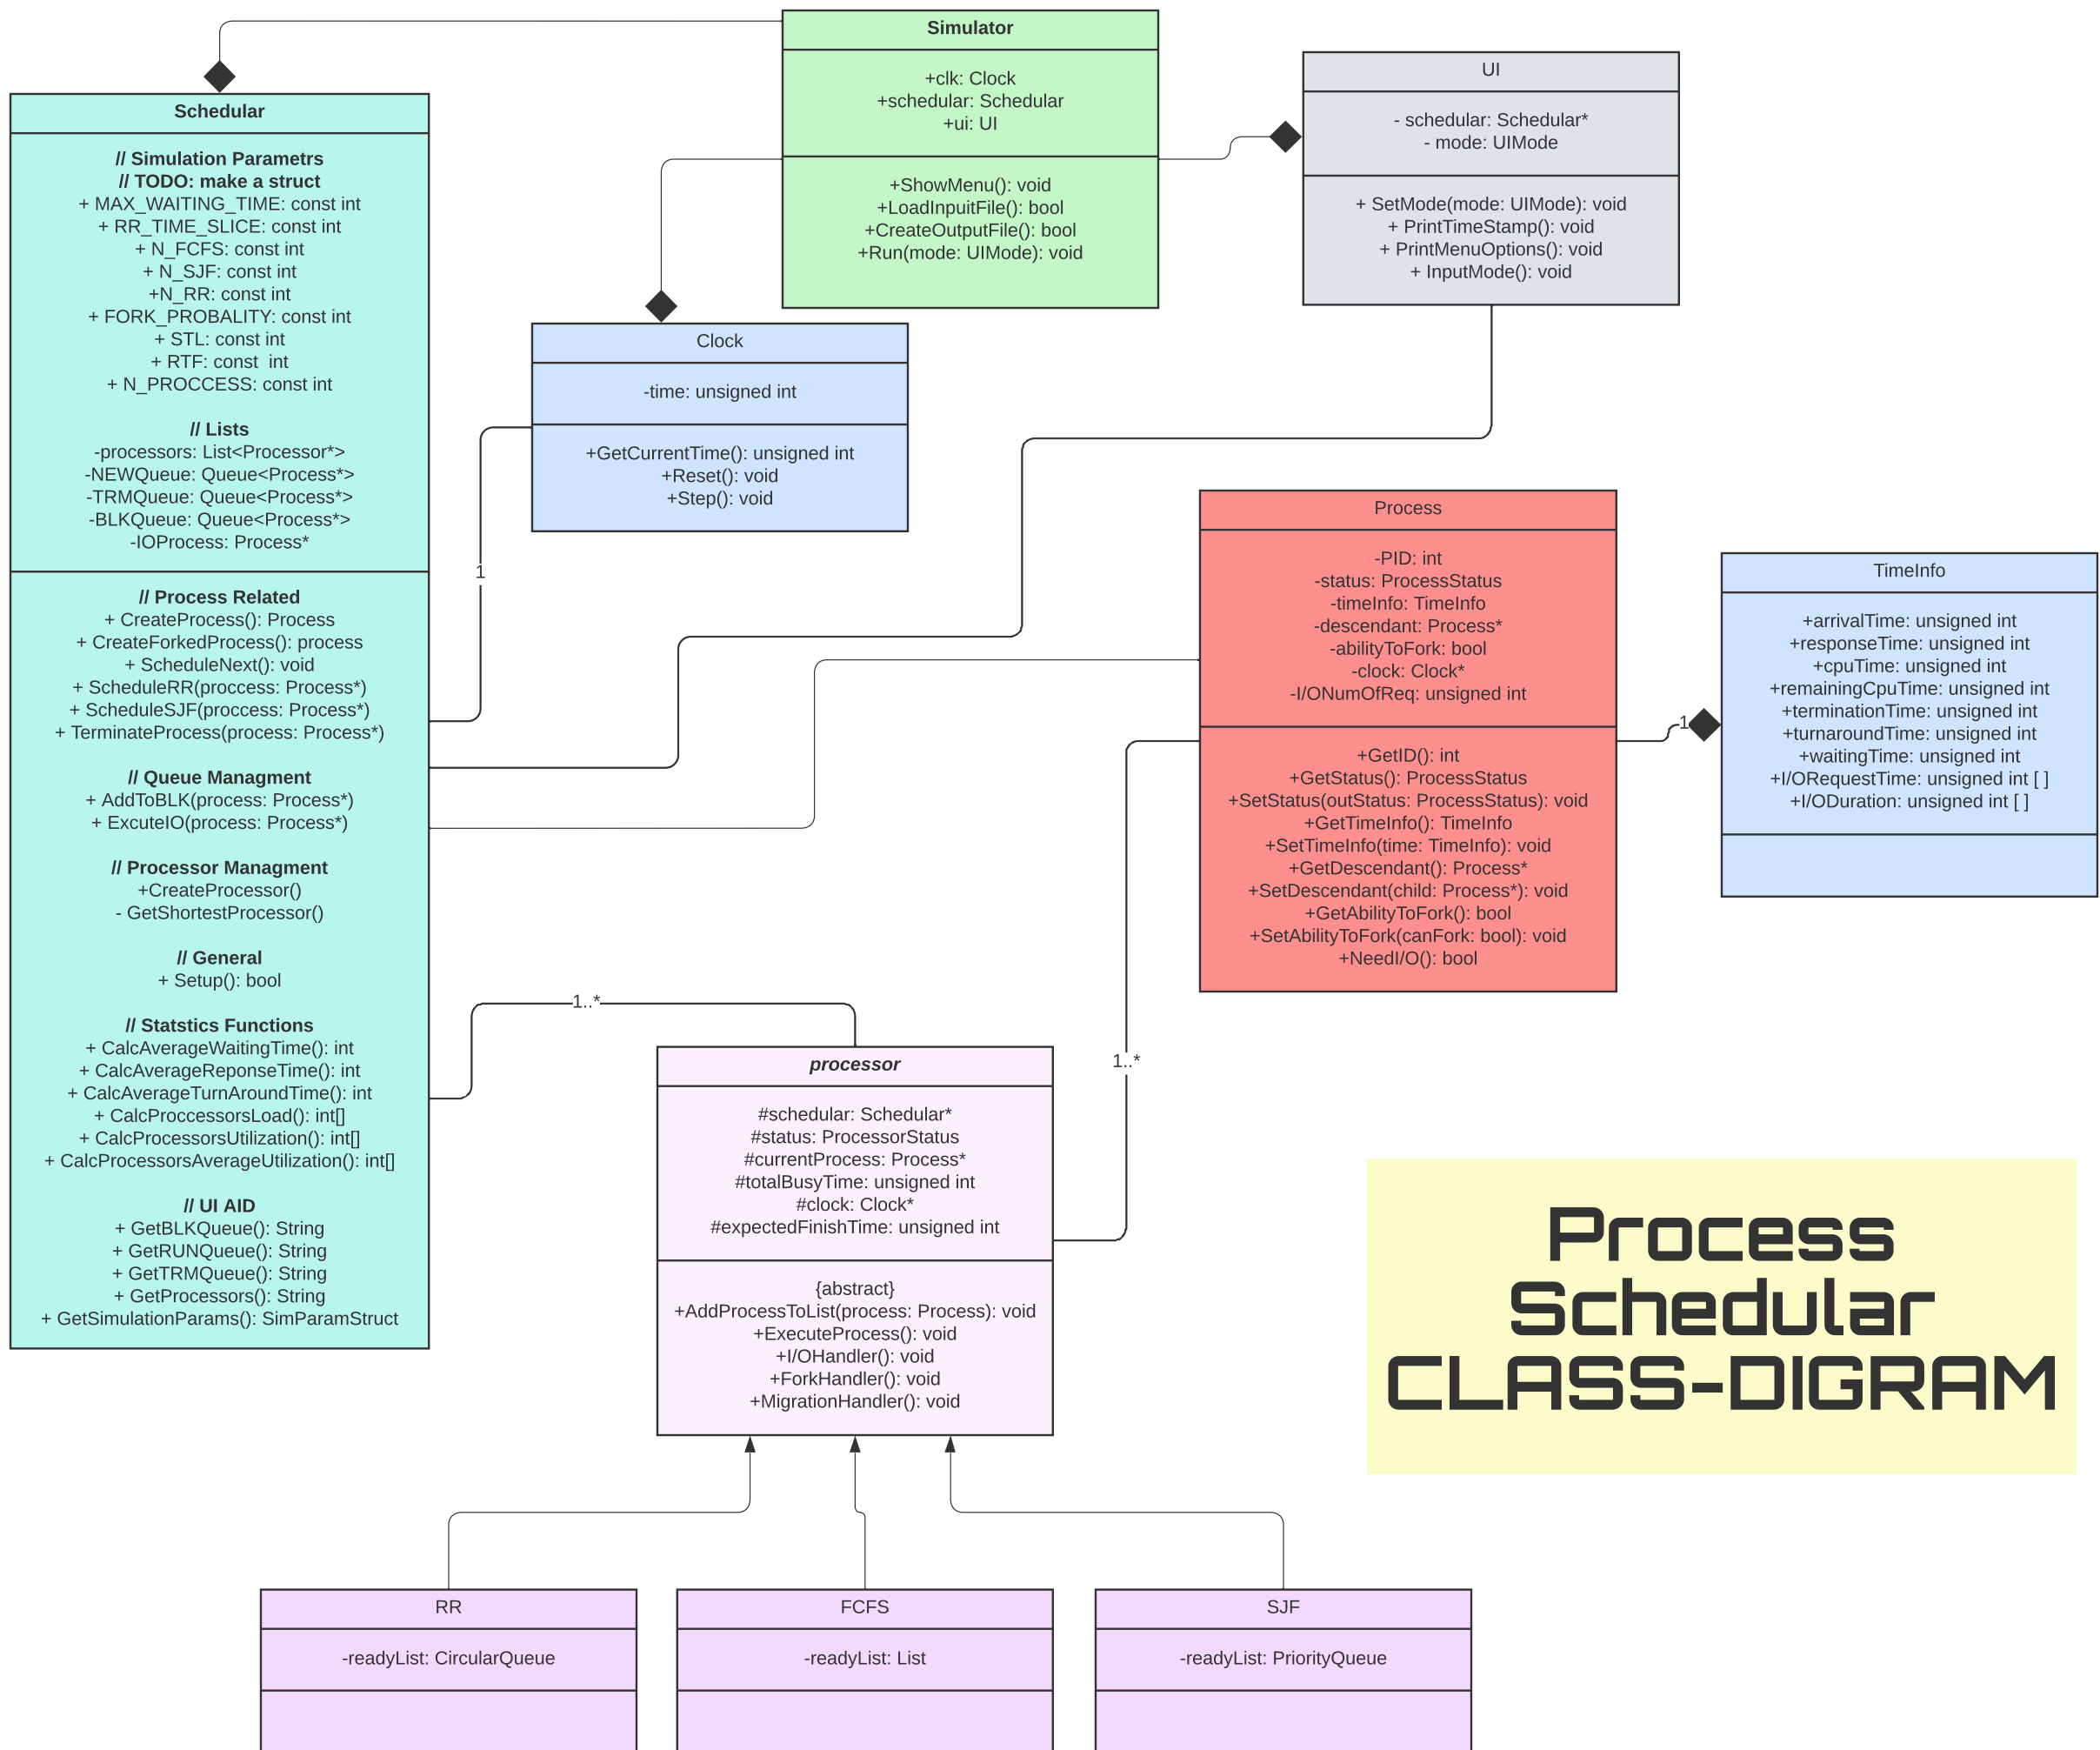 Simulator
+clk: Clock
+schedular: Schedular
+ui: UI
+ShowMenu(): void
+LoadInpuitFile(): bool
+CreateOutputFile(): bool
+Run(mode: UIMode): void
UI
- schedular: Schedular*
- mode: UIMode
+ SetMode(mode: UIMode): void
+ PrintTimeStamp(): void
+ PrintMenuOptions(): void
+ InputMode(): void
Schedular
// Simulation Parametrs
// TODO: make a struct
+ MAX_WAITING_TIME: const int
+ RR_TIME_SLICE: const int
+ N_FCFS: const int
+ N_SJF: const int
+N_RR: const int
+ FORK_PROBALITY: const int
+ STL: const int
+ RTF: const  int
+ N_PROCCESS: const int
// Lists
-processors: List<Processor*>
-NEWQueue: Queue<Process*>
-TRMQueue: Queue<Process*>
-BLKQueue: Queue<Process*>
-IOProcess: Process*
// Process Related
+ CreateProcess(): Process
+ CreateForkedProcess(): process
+ ScheduleNext(): void
+ ScheduleRR(proccess: Process*)
+ ScheduleSJF(proccess: Process*)
+ TerminateProcess(process: Process*)
// Queue Managment
+ AddToBLK(process: Process*)
+ ExcuteIO(process: Process*)
// Processor Managment
+CreateProcessor()
- GetShortestProcessor()
// General
+ Setup(): bool
// Statstics Functions
+ CalcAverageWaitingTime(): int
+ CalcAverageReponseTime(): int
+ CalcAverageTurnAroundTime(): int
+ CalcProccessorsLoad(): int[]
+ CalcProcessorsUtilization(): int[]
+ CalcProcessorsAverageUtilization(): int[]
// UI AID
+ GetBLKQueue(): String
+ GetRUNQueue(): String
+ GetTRMQueue(): String
+ GetProcessors(): String
+ GetSimulationParams(): SimParamStruct
Clock
-time: unsigned int
+GetCurrentTime(): unsigned int
+Reset(): void
+Step(): void
1
Process
-PID: int
-status: ProcessStatus
-timeInfo: TimeInfo
-descendant: Process*
-abilityToFork: bool
-clock: Clock*
-I/ONumOfReq: unsigned int
+GetID(): int
+GetStatus(): ProcessStatus
+SetStatus(outStatus: ProcessStatus): void
+GetTimeInfo(): TimeInfo
+SetTimeInfo(time: TimeInfo): void
+GetDescendant(): Process*
+SetDescendant(child: Process*): void
+GetAbilityToFork(): bool
+SetAbilityToFork(canFork: bool): void
+NeedI/O(): bool
1
TimeInfo
+arrivalTime: unsigned int
+responseTime: unsigned int
+cpuTime: unsigned int
+remainingCpuTime: unsigned int
+terminationTime: unsigned int
+turnaroundTime: unsigned int
+waitingTime: unsigned int
+I/ORequestTime: unsigned int [ ]
+I/ODuration: unsigned int [ ]
1..*
1..*
processor
#schedular: Schedular*
#status: ProcessorStatus
#currentProcess: Process*
#totalBusyTime: unsigned int
#clock: Clock*
#expectedFinishTime: unsigned int
{abstract}
+AddProcessToList(process: Process): void
+ExecuteProcess(): void
+I/OHandler(): void
+ForkHandler(): void
+MigrationHandler(): void
Process
Schedular
CLASS-DIGRAM
RR
-readyList: CircularQueue
FCFS
-readyList: List
SJF
-readyList: PriorityQueue